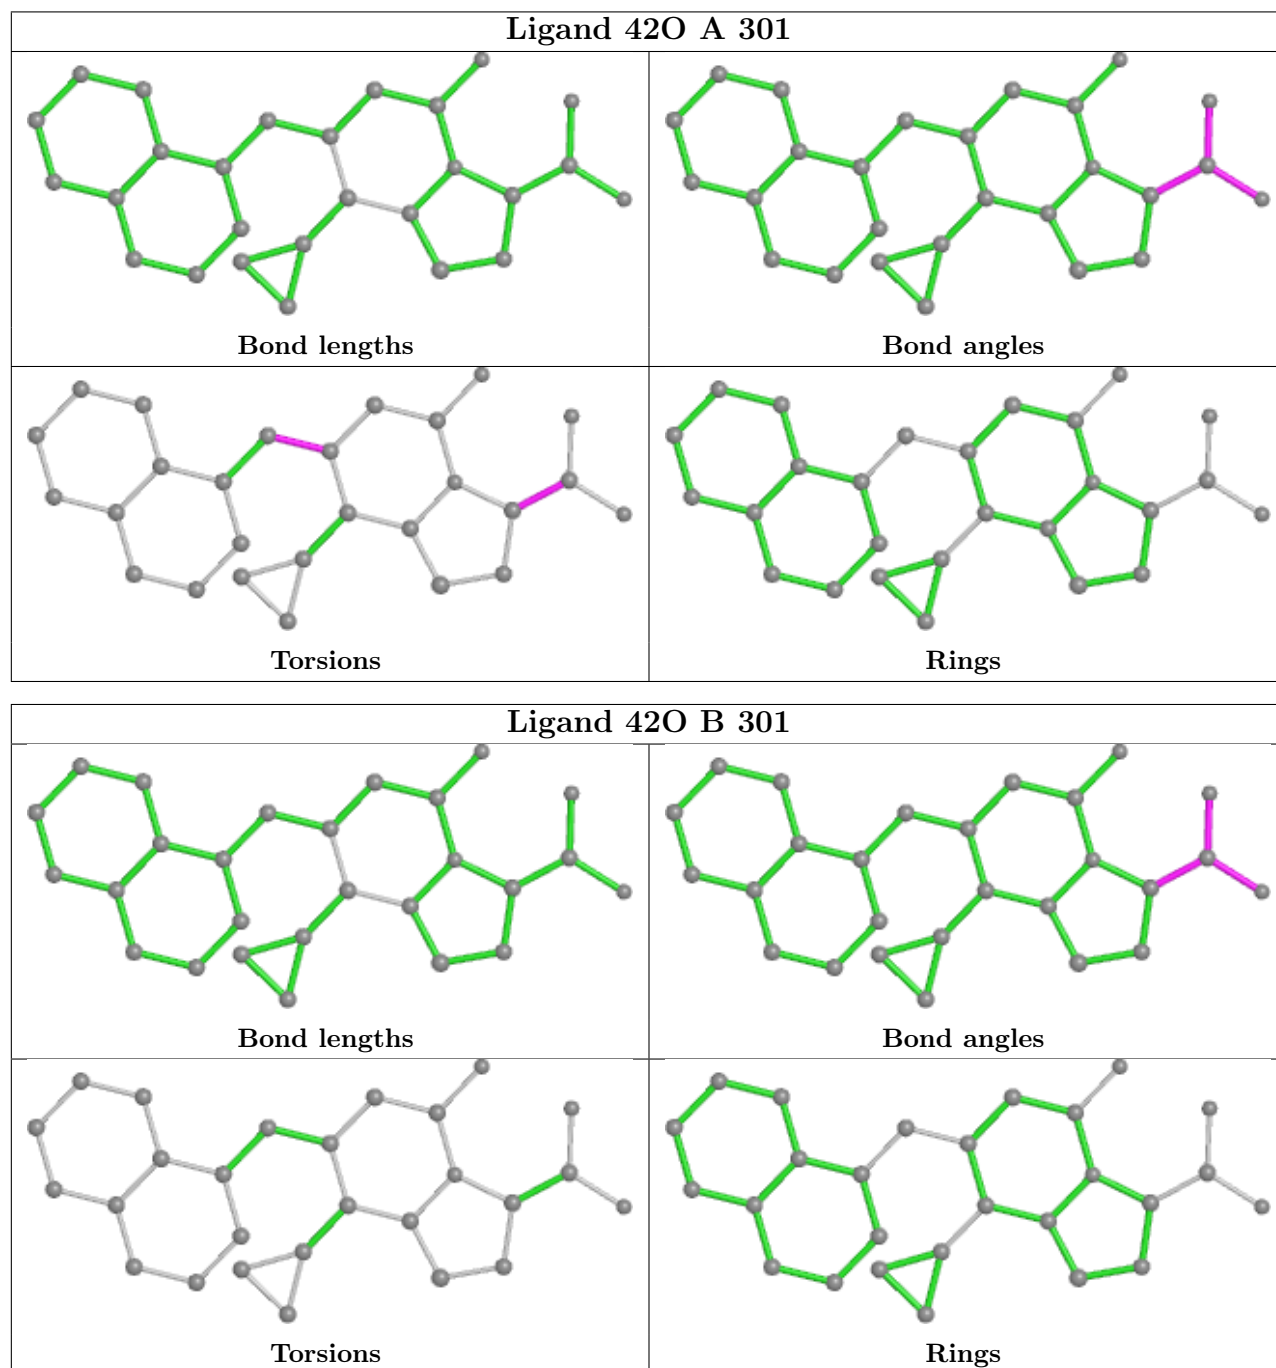 Ligand 42O A 301
Bond lengths
Bond angles
Torsions
Rings
Ligand 42O B 301
Bond lengths
Bond angles
Torsions
Rings